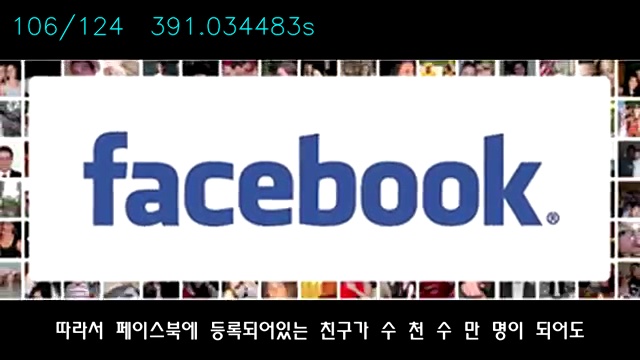 106/124 391.034483s
facebook®
따라서 페이스북에 등록되어있는 친구가 수 천 수 만 명이 되어도